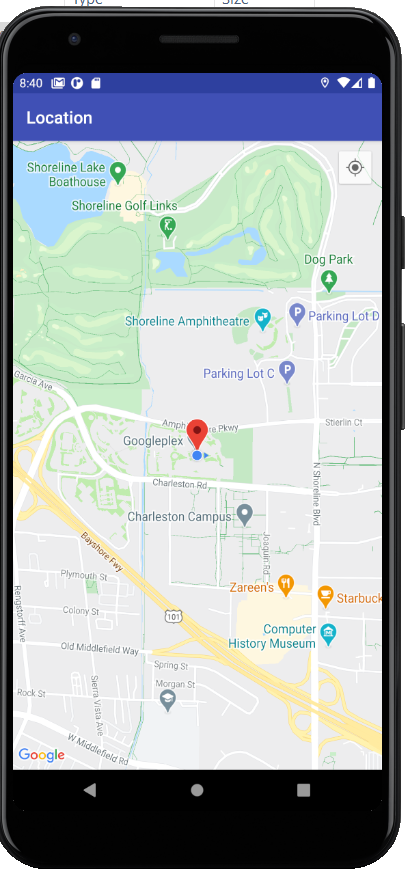 Type
Size
8:40
Location
Shoreline Lake
Boathouse
Shoreline Golf Links
Dog Park
Shoreline Amphitheatre
Parking Lot D
Parking Lot C
Garcia Ave
Stierlin Ct
Googleplex
Charleston Rd
N Shoreline Blvd
Charleston Campus
Joaquin Rd
Bayshore Fwy
Plymouth St
Zareen's
Starbuck
Rengstorff Ave
Colony St
101
Computer
History Museum
Old Middlefield Way
Spring St
Sierra Vista Ave
Rock St
Morgan St
W Middlefield Rd
Google